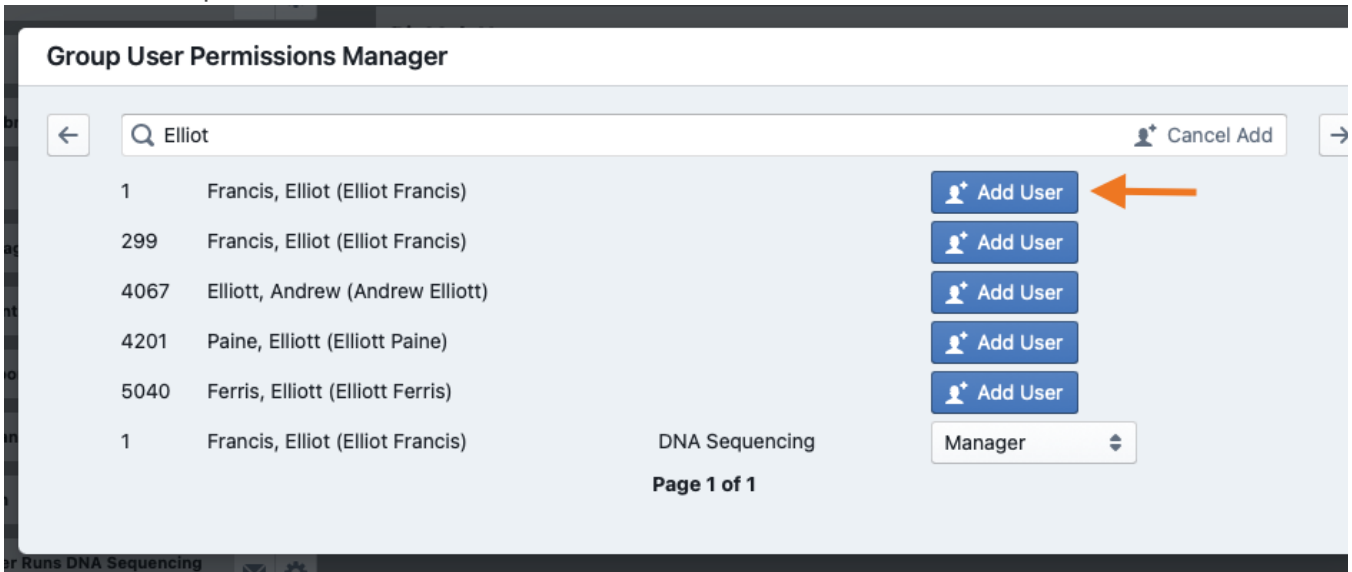 Group User Permissions Manager
Elliot Cancel Add
1 Francis, Elliot (Elliot Francis) Add User
299 Francis, Elliot (Elliot Francis) Add User
4067 Elliott, Andrew (Andrew Elliott) Add User
4201 Paine, Elliott (Elliott Paine) Add User
5040 Ferris, Elliott (Elliott Ferris) Add User
1 Francis, Elliot (Elliot Francis) DNA Sequencing Manager
Page 1 of 1
Runs DNA Sequencing